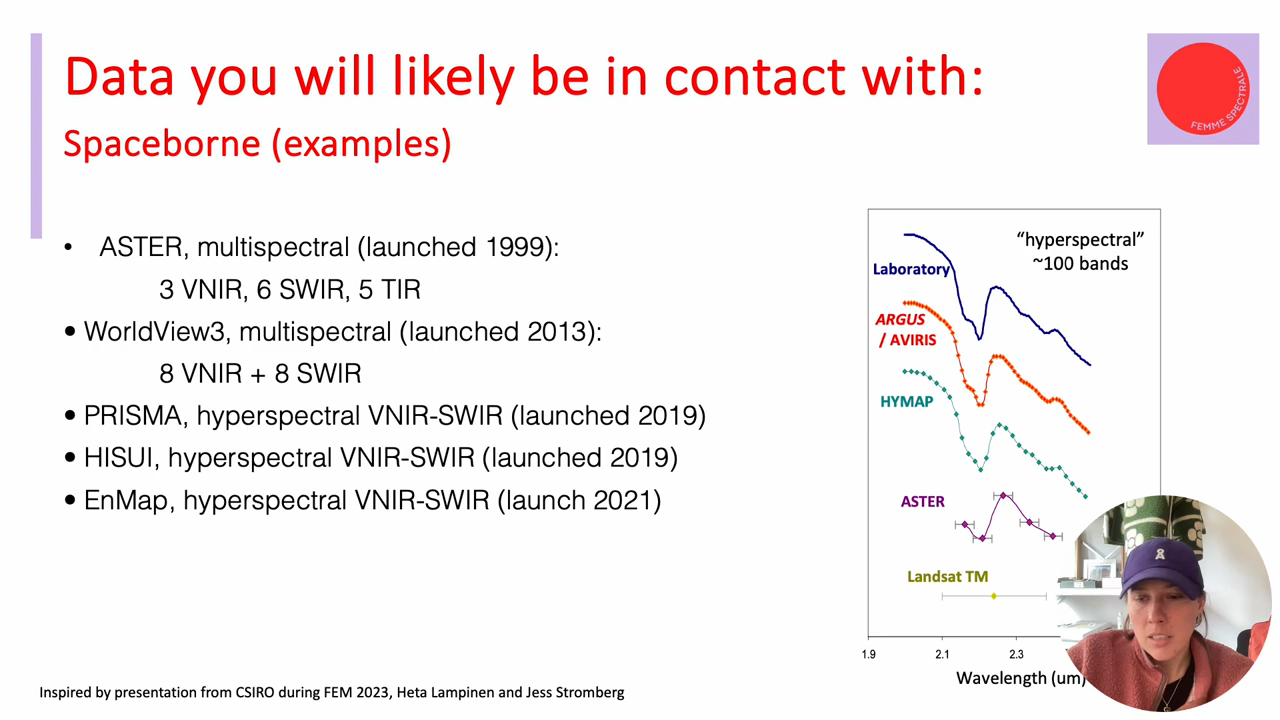 Data you will likely be in contact with:
Spaceborne (examples)
FEMME SPECTRALE
• ASTER, multispectral (launched 1999):
3 VNIR, 6 SWIR, 5 TIR
• WorldView3, multispectral (launched 2013):
8 VNIR + 8 SWIR
• PRISMA, hyperspectral VNIR-SWIR (launched 2019)
• HISUI, hyperspectral VNIR-SWIR (launched 2019)
• EnMap, hyperspectral VNIR-SWIR (launch 2021)
“hyperspectral”
~100 bands
Laboratory
ARGUS
/ AVIRIS
HYMAP
ASTER
Landsat TM
1.9 2.1 2.3
Wavelength (um)
Inspired by presentation from CSIRO during FEM 2023, Heta Lampinen and Jess Stromberg